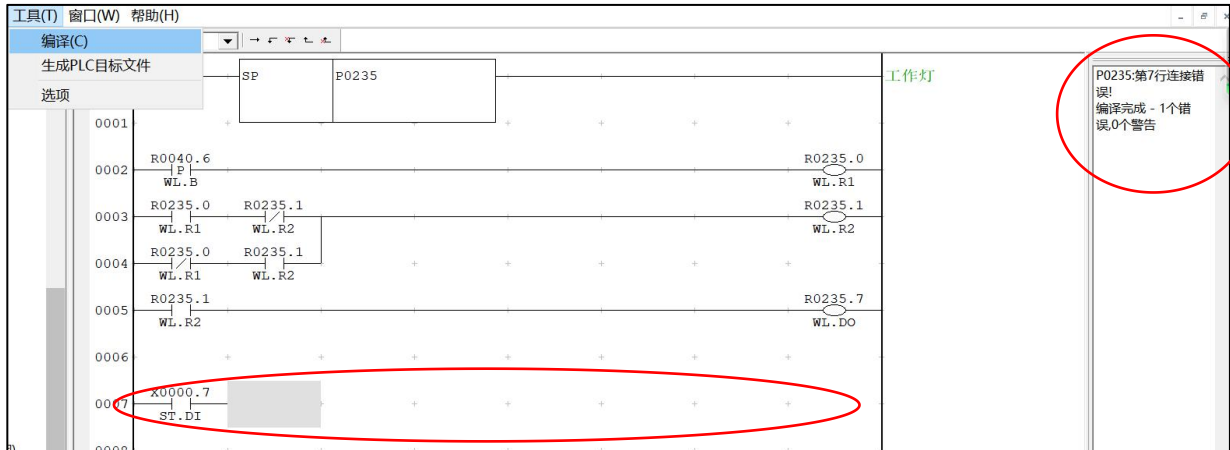 工具(T) 窗口(W) 帮助(H)
编译(C)
生成PLC目标文件
选项
SP P0235 工作灯
0001
R0040.6 R0235.0
0002 P
WL.B WL.R1
R0235.0 R0235.1 R0235.1
0003
WL.R1 WL.R2 WL.R2
R0235.0 R0235.1
0004
WL.R1 WL.R2
R0235.1 R0235.7
0005
WL.R2 WL.DO
0006
X0000.7
0007
ST.DI
0008
P0235:第7行连接错
误!
编译完成 - 1个错
误,0个警告